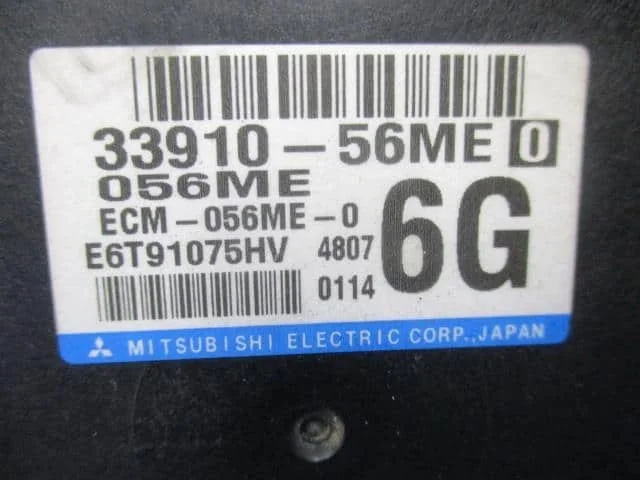 33910-56ME 0
056ME
ECM-056ME-0
E6T91075HV 4807
0114
6G
MITSUBISHI ELECTRIC CORP.,JAPAN